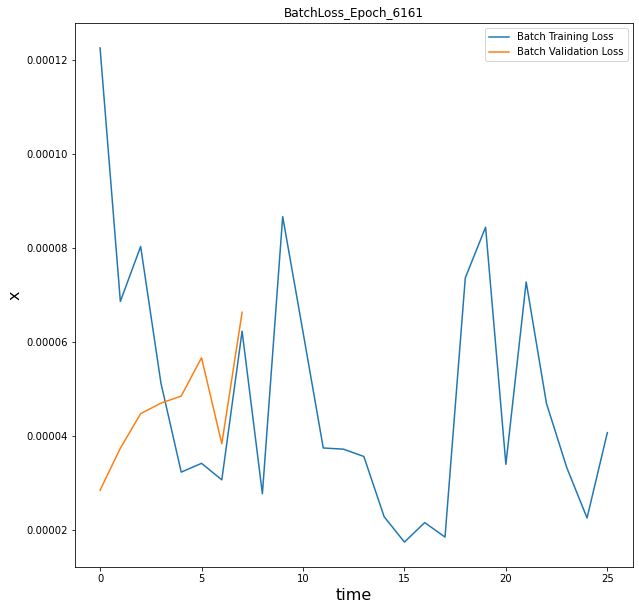 BatchLoss_Epoch_6161
Batch Training Loss
Batch Validation Loss
0.00012
0.00010
0.00008
0.00006
0.00004
0.00002
x
0 5 10 15 20 25
time